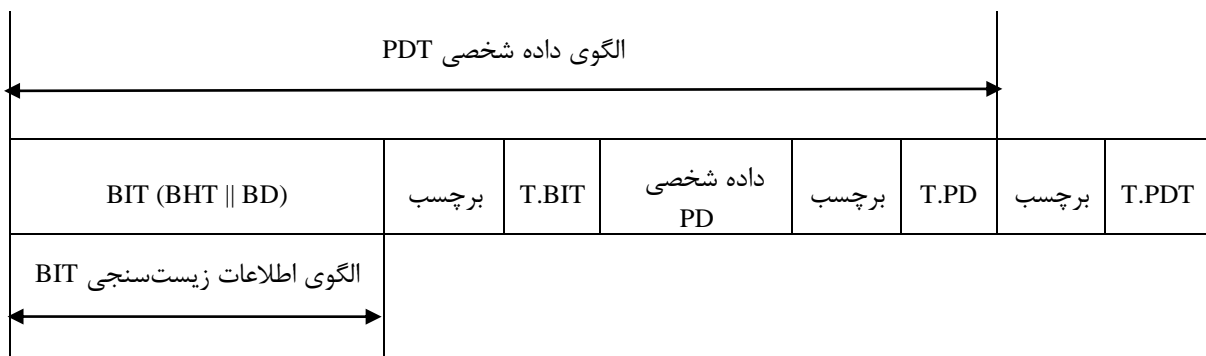 الگوی داده شخصی PDT
T.PDT
برچسب
T.PD
برچسب
داده شخصی
PD
T.BIT
برچسب
BIT (BHT || BD)
الگوی اطلاعات زیست‌سنجی BIT